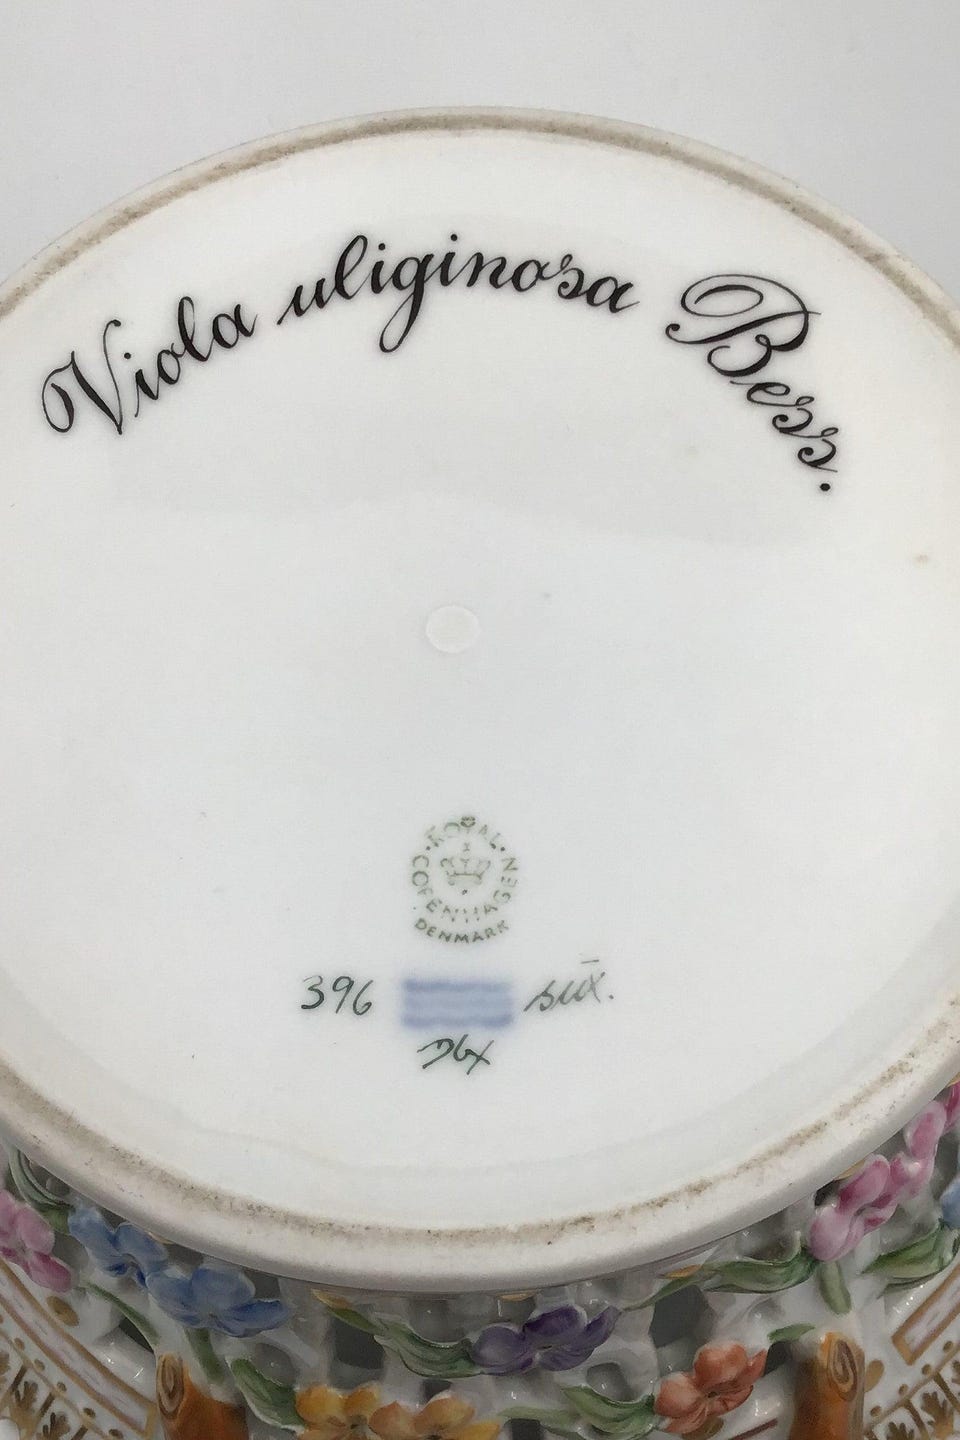 Viola uliginosa Bess.
ROYAL COPENHAGEN
DENMARK
396